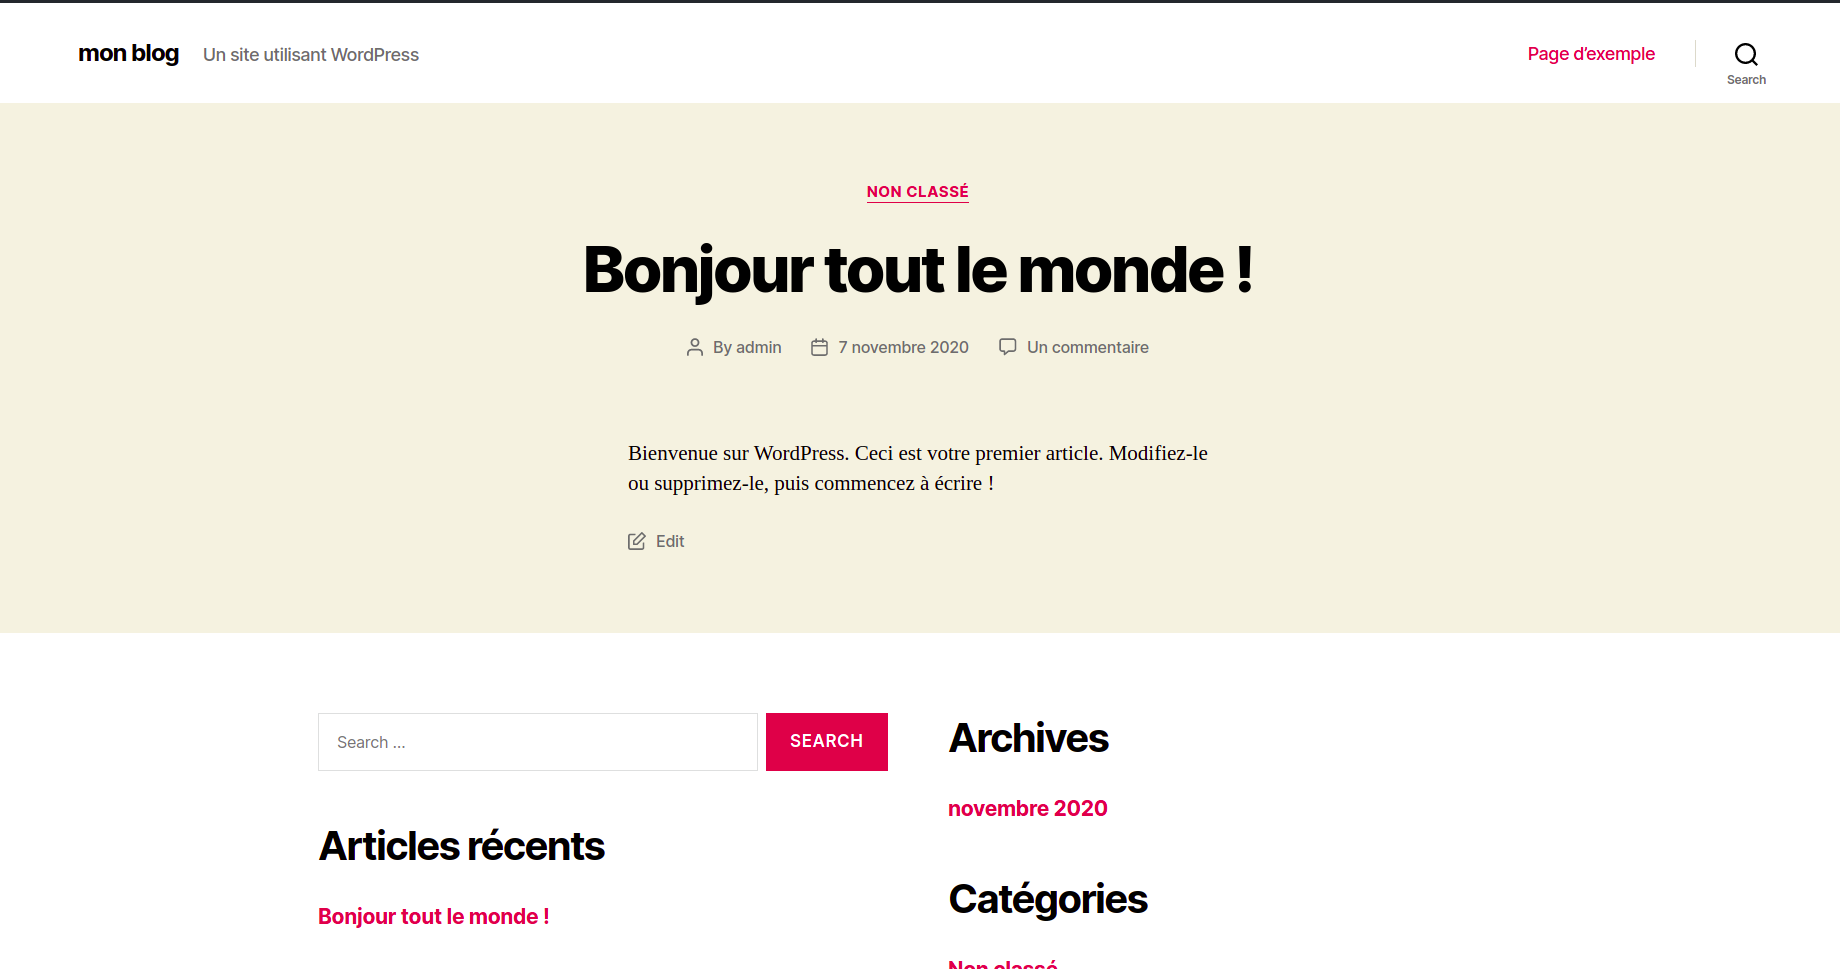 mon blog
Un site utilisant WordPress
Page d’exemple
Search
NON CLASSÉ
Bonjour tout le monde !
By admin
7 novembre 2020
Un commentaire
Bienvenue sur WordPress. Ceci est votre premier article. Modifiez-le
ou supprimez-le, puis commencez à écrire !
Edit
Search …
SEARCH
Articles récents
Bonjour tout le monde !
Archives
novembre 2020
Catégories
Non classé